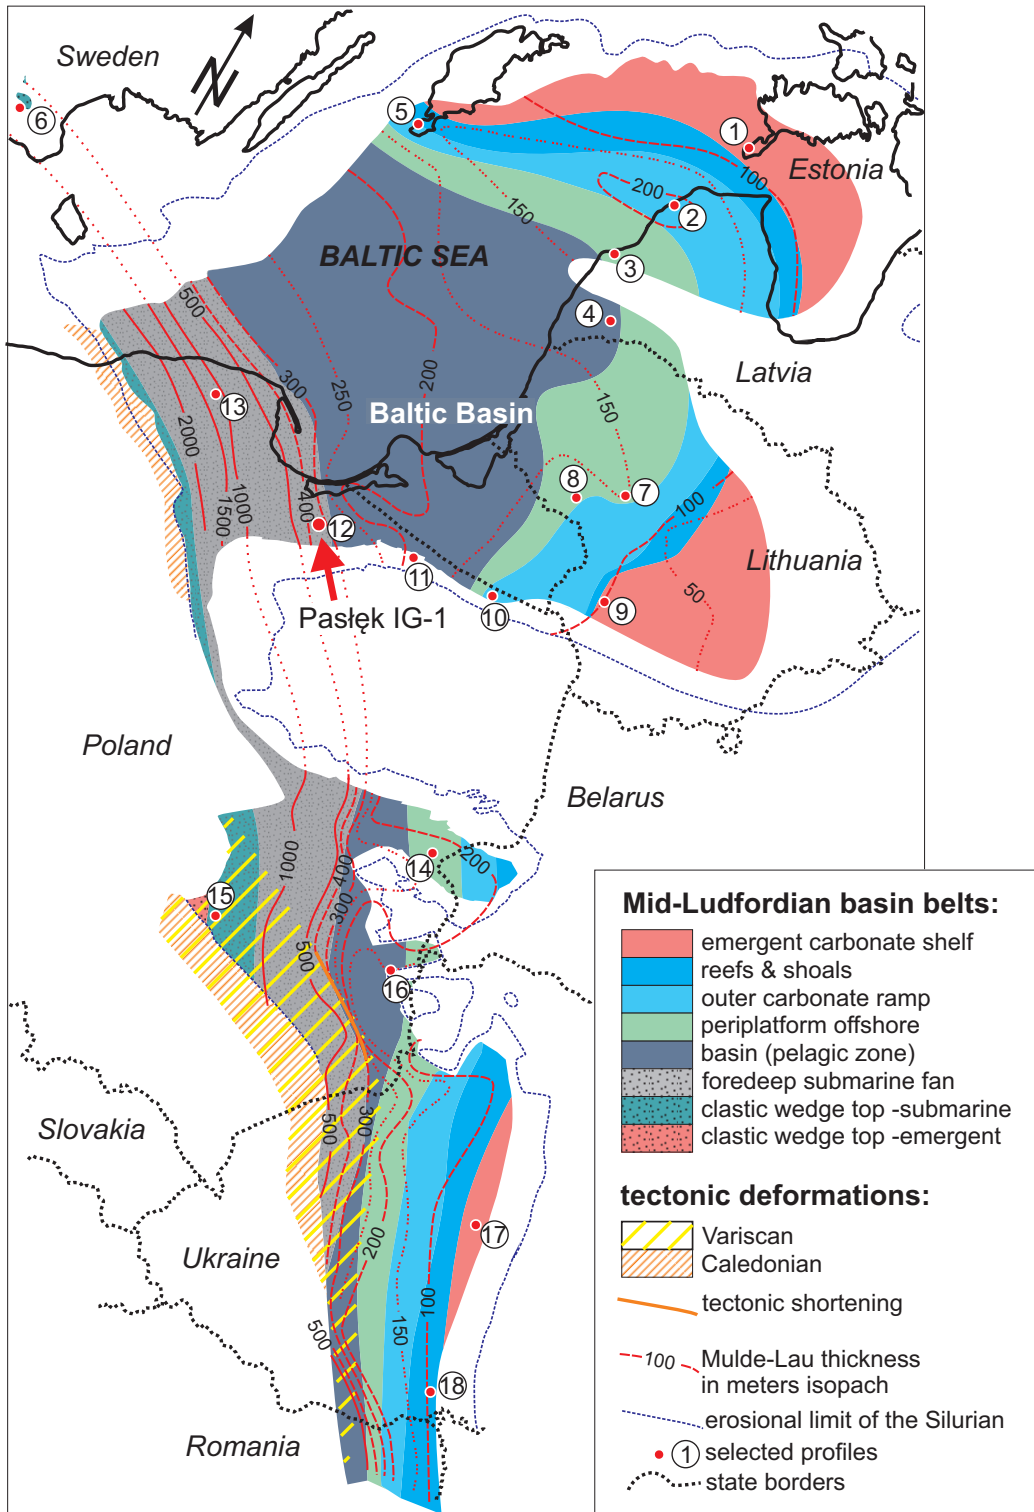 Sweden
N
6
5
1
Estonia
100
200
2
150
3
BALTIC SEA
500
4
Latvia
300
250
200
Baltic Basin
150
13
2000
1000
1500
400
12
8
7
100
Lithuania
11
50
10
9
Pasłęk IG-1
Poland
Belarus
1000
400
300
14
200
15
500
16
Slovakia
500
300
200
17
Ukraine
500
150
100
18
Romania
Mid-Ludfordian basin belts:
emergent carbonate shelf
reefs & shoals
outer carbonate ramp
periplatform offshore
basin (pelagic zone)
foredeep submarine fan
clastic wedge top -submarine
clastic wedge top -emergent
tectonic deformations:
Variscan
Caledonian
tectonic shortening
100 Mulde-Lau thickness
in meters isopach
erosional limit of the Silurian
1 selected profiles
state borders